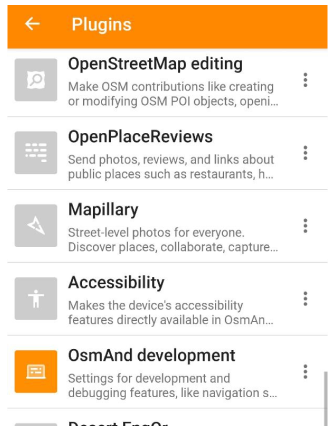 Plugins
OpenStreetMap editing
Make OSM contributions like creating
or modifying OSM POI objects, openi...
OpenPlaceReviews
Send photos, reviews, and links about
public places such as restaurants, h...
Mapillary
Street-level photos for everyone.
Discover places, collaborate, capture...
Accessibility
Makes the device's accessibility
features directly available in OsmAn...
OsmAnd development
Settings for development and
debugging features, like navigation s...